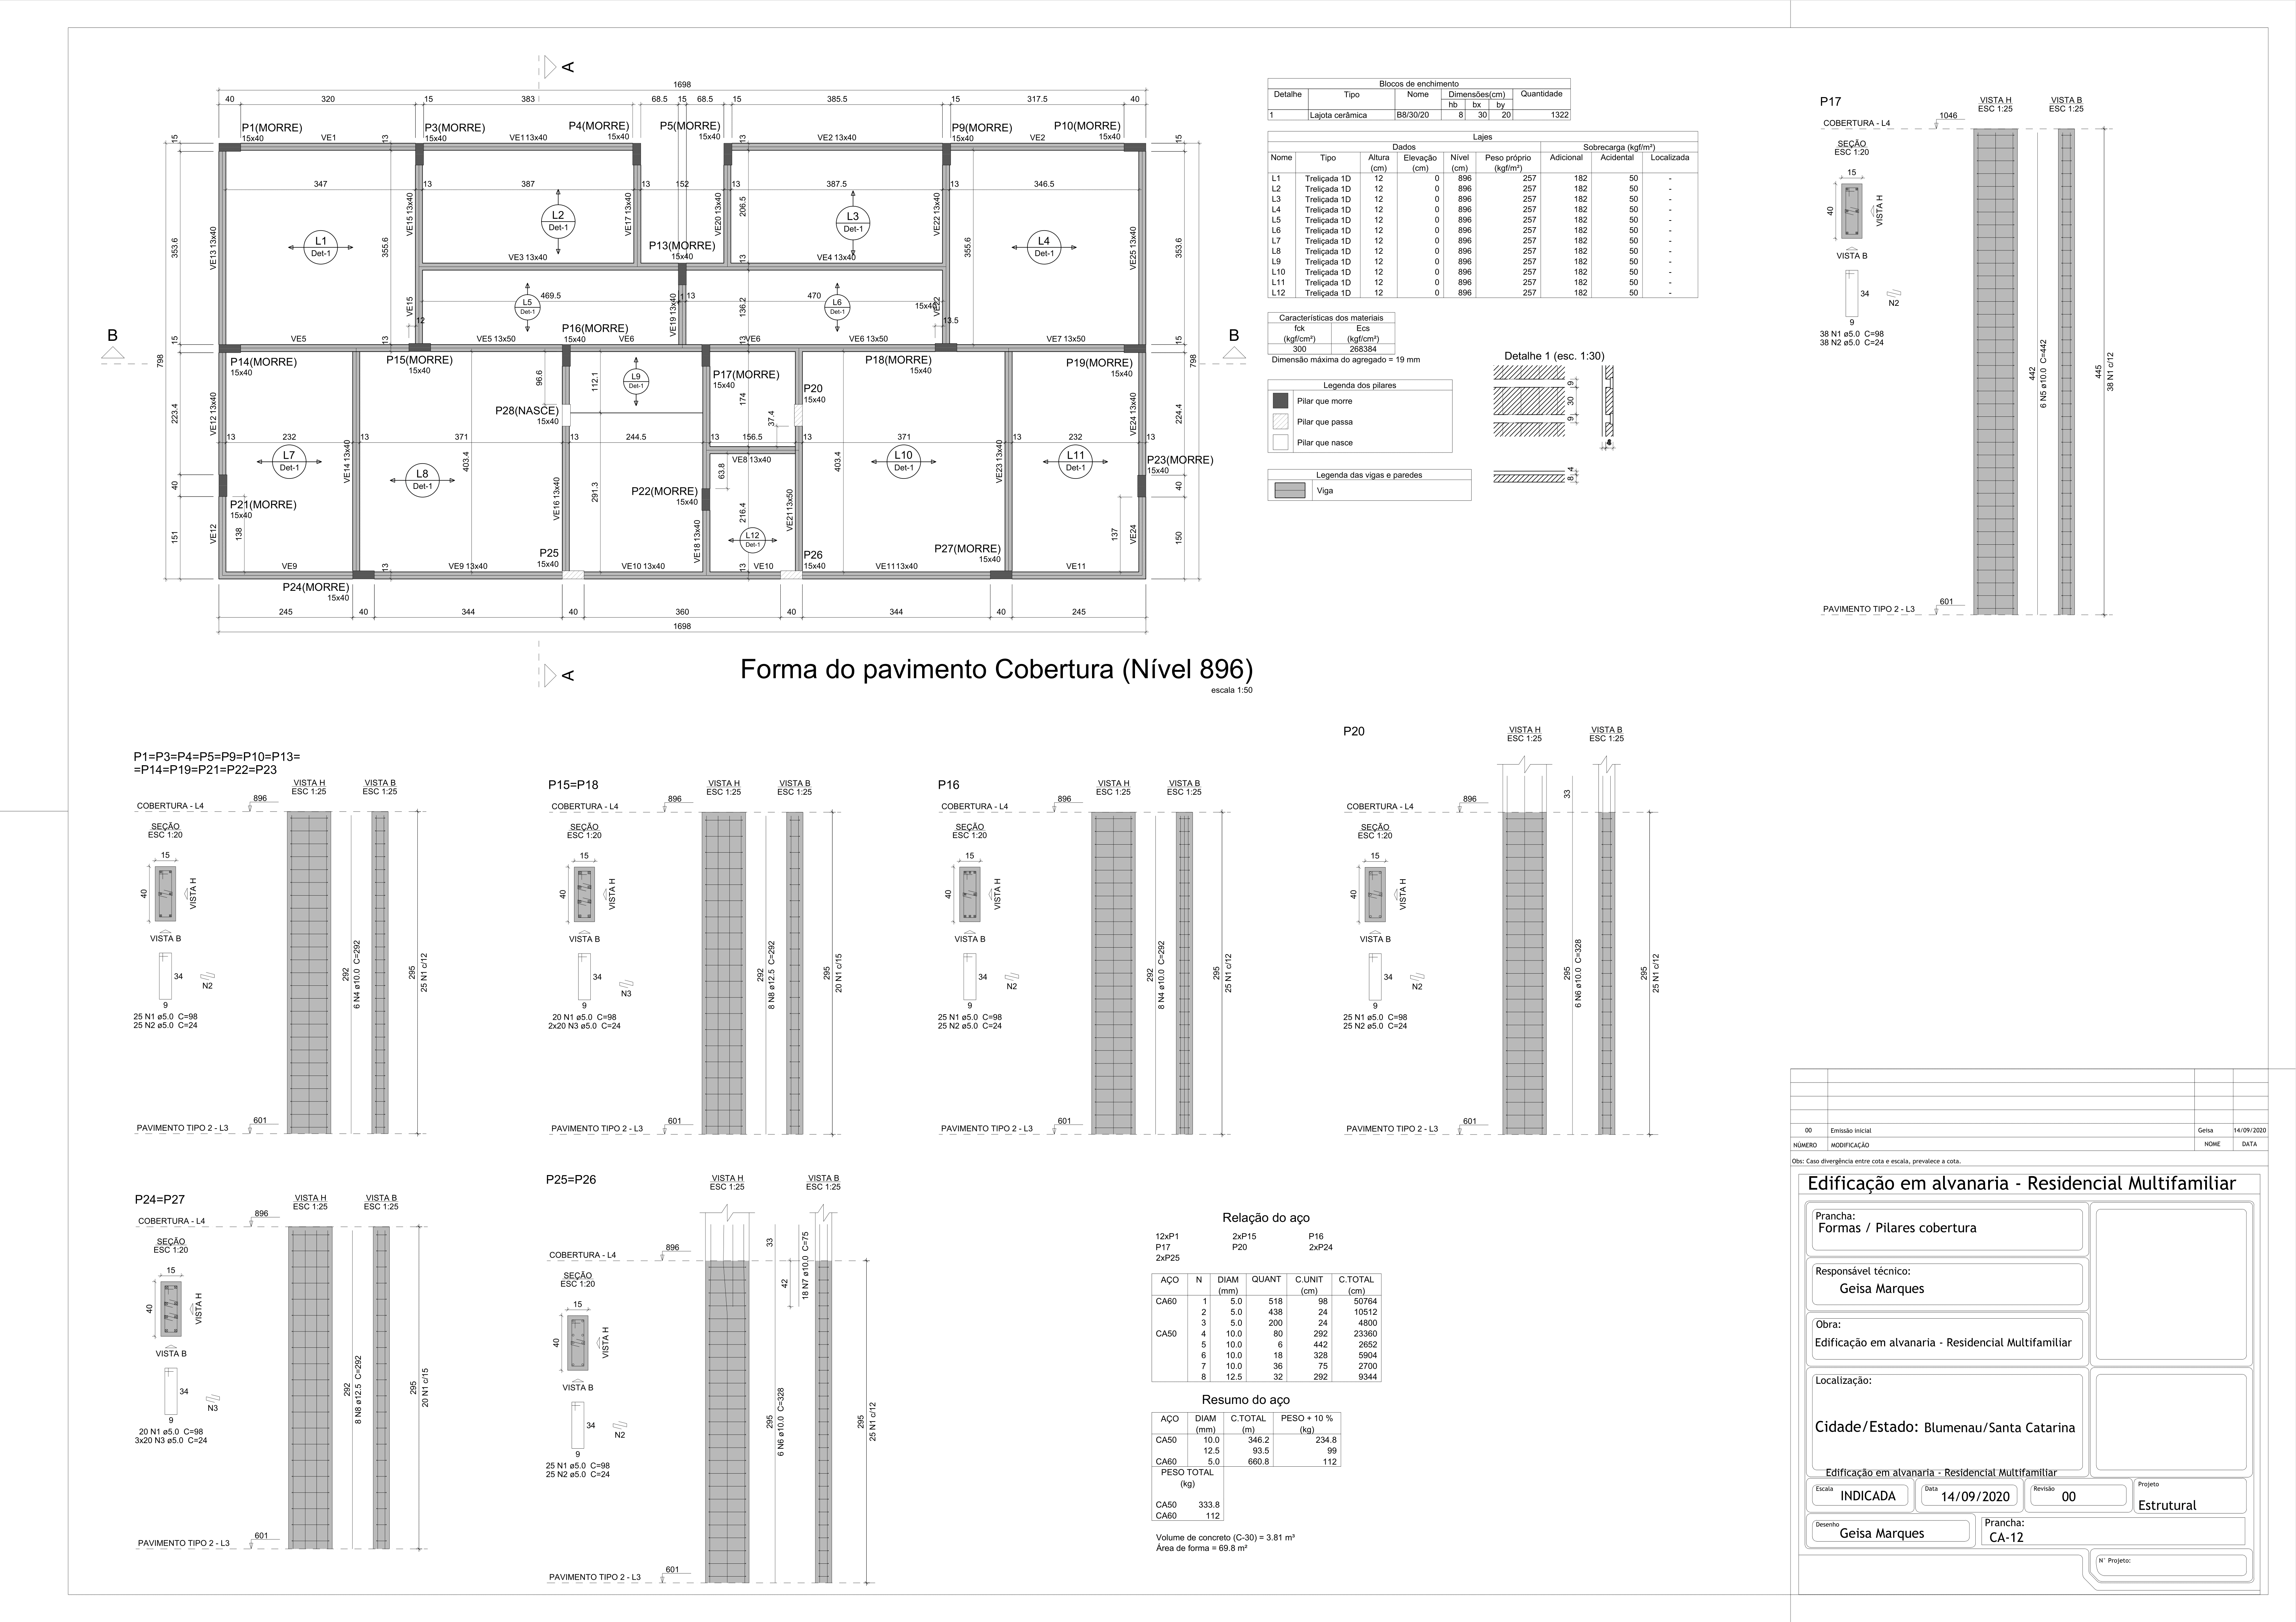 A
1698
40 320 15 383 68.5 15 68.5 15 385.5 15 317.5 40
P1(MORRE)
15x40
VE1
P3(MORRE)
15x40
VE1 13x40
P4(MORRE)
15x40
P5(MORRE)
15x40
VE2 13x40
P9(MORRE)
15x40
VE2
P10(MORRE)
15x40
15 13 13 15
347 13 387 13 152 13 387.5 13 346.5
353.6
VE13 13x40
L1
Det-1
355.6
VE15 13x40
L2
Det-1
VE17 13x40
VE20 13x40
206.5
L3
Det-1
VE22 13x40
355.6
L4
Det-1
VE25 13x40
353.6
P13(MORRE)
15x40
VE3 13x40
VE4 13x40
13
VE15
L5
Det-1
469.5
VE19 13x40
13
136.2
470
L6
Det-1
15x40
VE22
12
13.5
B
15
VE5
13
VE5 13x50
P16(MORRE)
15x40
VE6
13
VE6
VE6 13x50
VE7 13x50
15
B
P14(MORRE)
15x40
P15(MORRE)
15x40
P17(MORRE)
15x40
P18(MORRE)
15x40
P19(MORRE)
15x40
798
798
223.4
VE12 13x40
96.6
112.1
L9
Det-1
174
P20
15x40
37.4
VE24 13x40
224.4
P28(NASCE)
15x40
13 232 13 371 13 244.5 13 156.5 13 371 13 232 13
L7
Det-1
VE14 13x40
L8
Det-1
403.4
VE16 13x40
291.3
VE8 13x40
63.8
403.4
L10
Det-1
VE23 13x40
L11
Det-1
P23(MORRE)
15x40
40
40
P21(MORRE)
15x40
P22(MORRE)
15x40
151
VE12
138
VE18 13x40
216.4
L12
Det-1
VE21 13x50
137
VE24
150
P25
15x40
P26
15x40
P27(MORRE)
15x40
VE9
13
VE9 13x40
VE10 13x40
13
VE10
VE11 13x40
VE11
P24(MORRE)
15x40
245 40 344 40 360 40 344 40 245
1698
A
Forma do pavimento Cobertura (Nível 896)
escala 1:50
Blocos de enchimento
Detalhe Tipo Nome Dimensões(cm) Quantidade
hb bx by
1 Lajota cerâmica B8/30/20 8 30 20 1322
Lajes
Dados Sobrecarga (kgf/m²)
Nome Tipo Altura Elevação Nível Peso próprio Adicional Acidental Localizada
(cm) (cm) (cm) (kgf/m²)
L1 Treliçada 1D 12 0 896 257 182 50 -
L2 Treliçada 1D 12 0 896 257 182 50 -
L3 Treliçada 1D 12 0 896 257 182 50 -
L4 Treliçada 1D 12 0 896 257 182 50 -
L5 Treliçada 1D 12 0 896 257 182 50 -
L6 Treliçada 1D 12 0 896 257 182 50 -
L7 Treliçada 1D 12 0 896 257 182 50 -
L8 Treliçada 1D 12 0 896 257 182 50 -
L9 Treliçada 1D 12 0 896 257 182 50 -
L10 Treliçada 1D 12 0 896 257 182 50 -
L11 Treliçada 1D 12 0 896 257 182 50 -
L12 Treliçada 1D 12 0 896 257 182 50 -
Características dos materiais
fck Ecs
(kgf/cm²) (kgf/cm²)
300 268384
Dimensão máxima do agregado = 19 mm
Legenda dos pilares
Pilar que morre
Pilar que passa
Pilar que nasce
Legenda das vigas e paredes
Viga
Detalhe 1 (esc. 1:30)
9
30
9
4
8
P17
VISTA H
ESC 1:25
VISTA B
ESC 1:25
COBERTURA - L4
1046
SEÇÃO
ESC 1:20
15
40
VISTA H
VISTA B
34
N2
9
38 N1 ø5.0 C=98
38 N2 ø5.0 C=24
442
6 N5 ø10.0 C=442
445
38 N1 c/12
PAVIMENTO TIPO 2 - L3
601
P1=P3=P4=P5=P9=P10=P13=
=P14=P19=P21=P22=P23
VISTA H
ESC 1:25
VISTA B
ESC 1:25
COBERTURA - L4
896
SEÇÃO
ESC 1:20
15
40
VISTA H
VISTA B
34
N2
9
25 N1 ø5.0 C=98
25 N2 ø5.0 C=24
292
6 N4 ø10.0 C=292
295
25 N1 c/12
PAVIMENTO TIPO 2 - L3
601
P15=P18
VISTA H
ESC 1:25
VISTA B
ESC 1:25
COBERTURA - L4
896
SEÇÃO
ESC 1:20
15
40
VISTA H
VISTA B
34
N3
9
20 N1 ø5.0 C=98
2x20 N3 ø5.0 C=24
292
8 N8 ø12.5 C=292
295
20 N1 c/15
PAVIMENTO TIPO 2 - L3
601
P16
VISTA H
ESC 1:25
VISTA B
ESC 1:25
COBERTURA - L4
896
SEÇÃO
ESC 1:20
15
40
VISTA H
VISTA B
34
N2
9
25 N1 ø5.0 C=98
25 N2 ø5.0 C=24
292
8 N4 ø10.0 C=292
295
25 N1 c/12
PAVIMENTO TIPO 2 - L3
601
P20
VISTA H
ESC 1:25
VISTA B
ESC 1:25
33
COBERTURA - L4
896
SEÇÃO
ESC 1:20
15
40
VISTA H
VISTA B
34
N2
9
25 N1 ø5.0 C=98
25 N2 ø5.0 C=24
295
6 N6 ø10.0 C=328
295
25 N1 c/12
PAVIMENTO TIPO 2 - L3
601
P24=P27
VISTA H
ESC 1:25
VISTA B
ESC 1:25
COBERTURA - L4
896
SEÇÃO
ESC 1:20
15
40
VISTA H
VISTA B
34
N3
9
20 N1 ø5.0 C=98
3x20 N3 ø5.0 C=24
292
8 N8 ø12.5 C=292
295
20 N1 c/15
PAVIMENTO TIPO 2 - L3
601
P25=P26
VISTA H
ESC 1:25
VISTA B
ESC 1:25
33
42
18 N7 ø10.0 C=75
COBERTURA - L4
896
SEÇÃO
ESC 1:20
15
40
VISTA H
VISTA B
34
N2
9
25 N1 ø5.0 C=98
25 N2 ø5.0 C=24
295
6 N6 ø10.0 C=328
295
25 N1 c/12
PAVIMENTO TIPO 2 - L3
601
Relação do aço
12xP1 2xP15 P16
P17 P20 2xP24
2xP25
AÇO N DIAM QUANT C.UNIT C.TOTAL
(mm) (cm) (cm)
CA60 1 5.0 518 98 50764
2 5.0 438 24 10512
3 5.0 200 24 4800
CA50 4 10.0 80 292 23360
5 10.0 6 442 2652
6 10.0 18 328 5904
7 10.0 36 75 2700
8 12.5 32 292 9344
Resumo do aço
AÇO DIAM C.TOTAL PESO + 10 %
(mm) (m) (kg)
CA50 10.0 346.2 234.8
12.5 93.5 99
CA60 5.0 660.8 112
PESO TOTAL
(kg)
CA50 333.8
CA60 112
Volume de concreto (C-30) = 3.81 m³
Área de forma = 69.8 m²
00 Emissão inicial Geisa 14/09/2020
NÚMERO MODIFICAÇÃO NOME DATA
Obs: Caso divergência entre cota e escala, prevalece a cota.
Edificação em alvanaria - Residencial Multifamiliar
Prancha:
Formas / Pilares cobertura
Responsável técnico:
Geisa Marques
Obra:
Edificação em alvanaria - Residencial Multifamiliar
Localização:
Cidade/Estado: Blumenau/Santa Catarina
Edificação em alvanaria - Residencial Multifamiliar
Escala INDICADA
Data 14/09/2020
Revisão 00
Projeto
Estrutural
Desenho
Geisa Marques
Prancha:
CA-12
N° Projeto: